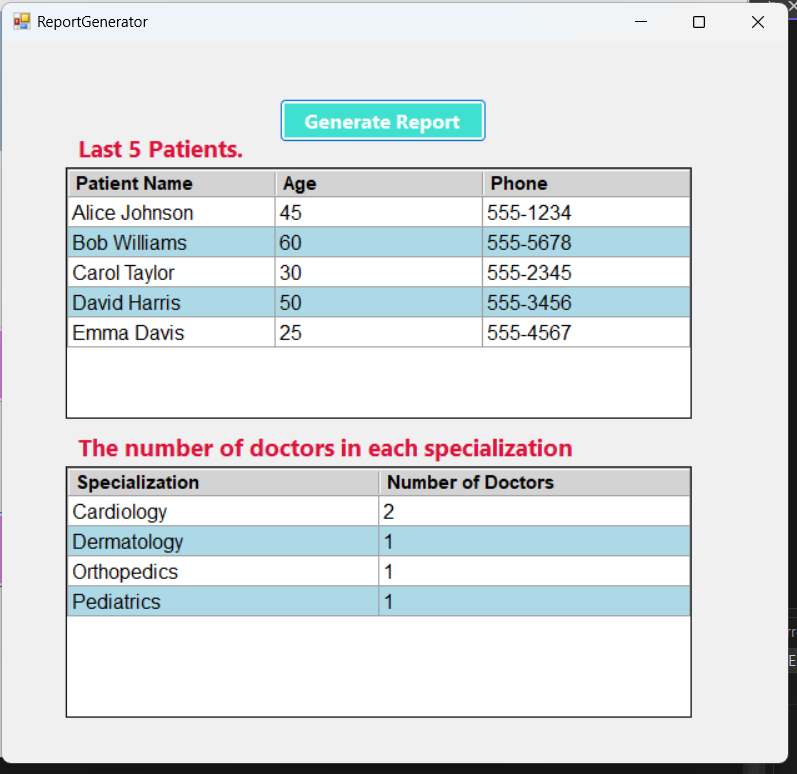 ReportGenerator
Generate Report
Last 5 Patients.
Patient Name Age Phone
Alice Johnson 45 555-1234
Bob Williams 60 555-5678
Carol Taylor 30 555-2345
David Harris 50 555-3456
Emma Davis 25 555-4567
The number of doctors in each specialization
Specialization Number of Doctors
Cardiology 2
Dermatology 1
Orthopedics 1
Pediatrics 1